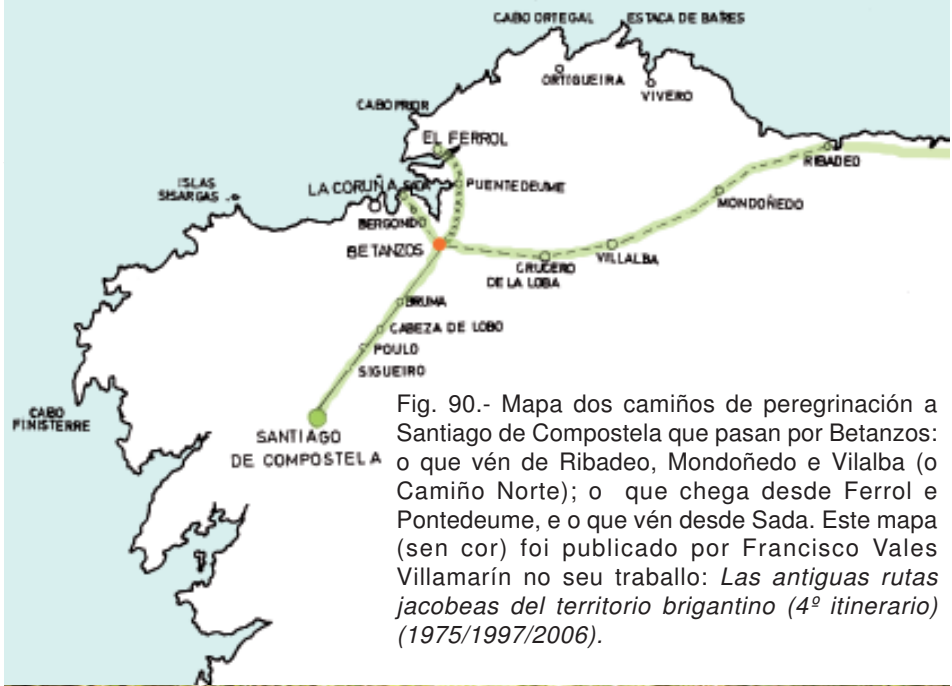 CABO ORTEGAL
ESTACA DE BARES
ORTIGUEIRA
VIVERO
CABO PRIOR
EL FERROL
RIBADEO
ISLAS
SISARGAS
LA CORUÑA
SADA
PUENTEDEUME
MONDOÑEDO
BERGONDO
BETANZOS
CRUCERO
DE LA LOBA
VILLALBA
BRUMA
CABEZA DE LOBO
POULO
SIGUEIRO
CABO
FINISTERRE
SANTIAGO
DE COMPOSTELA
Fig. 90.- Mapa dos camiños de peregrinación a
Santiago de Compostela que pasan por Betanzos:
o que vén de Ribadeo, Mondoñedo e Vilalba (o
Camiño Norte); o que chega desde Ferrol e
Pontedeume, e o que vén desde Sada. Este mapa
(sen cor) foi publicado por Francisco Vales
Villamarín no seu traballo: Las antiguas rutas
jacobeas del territorio brigantino (4º itinerario)
(1975/1997/2006).